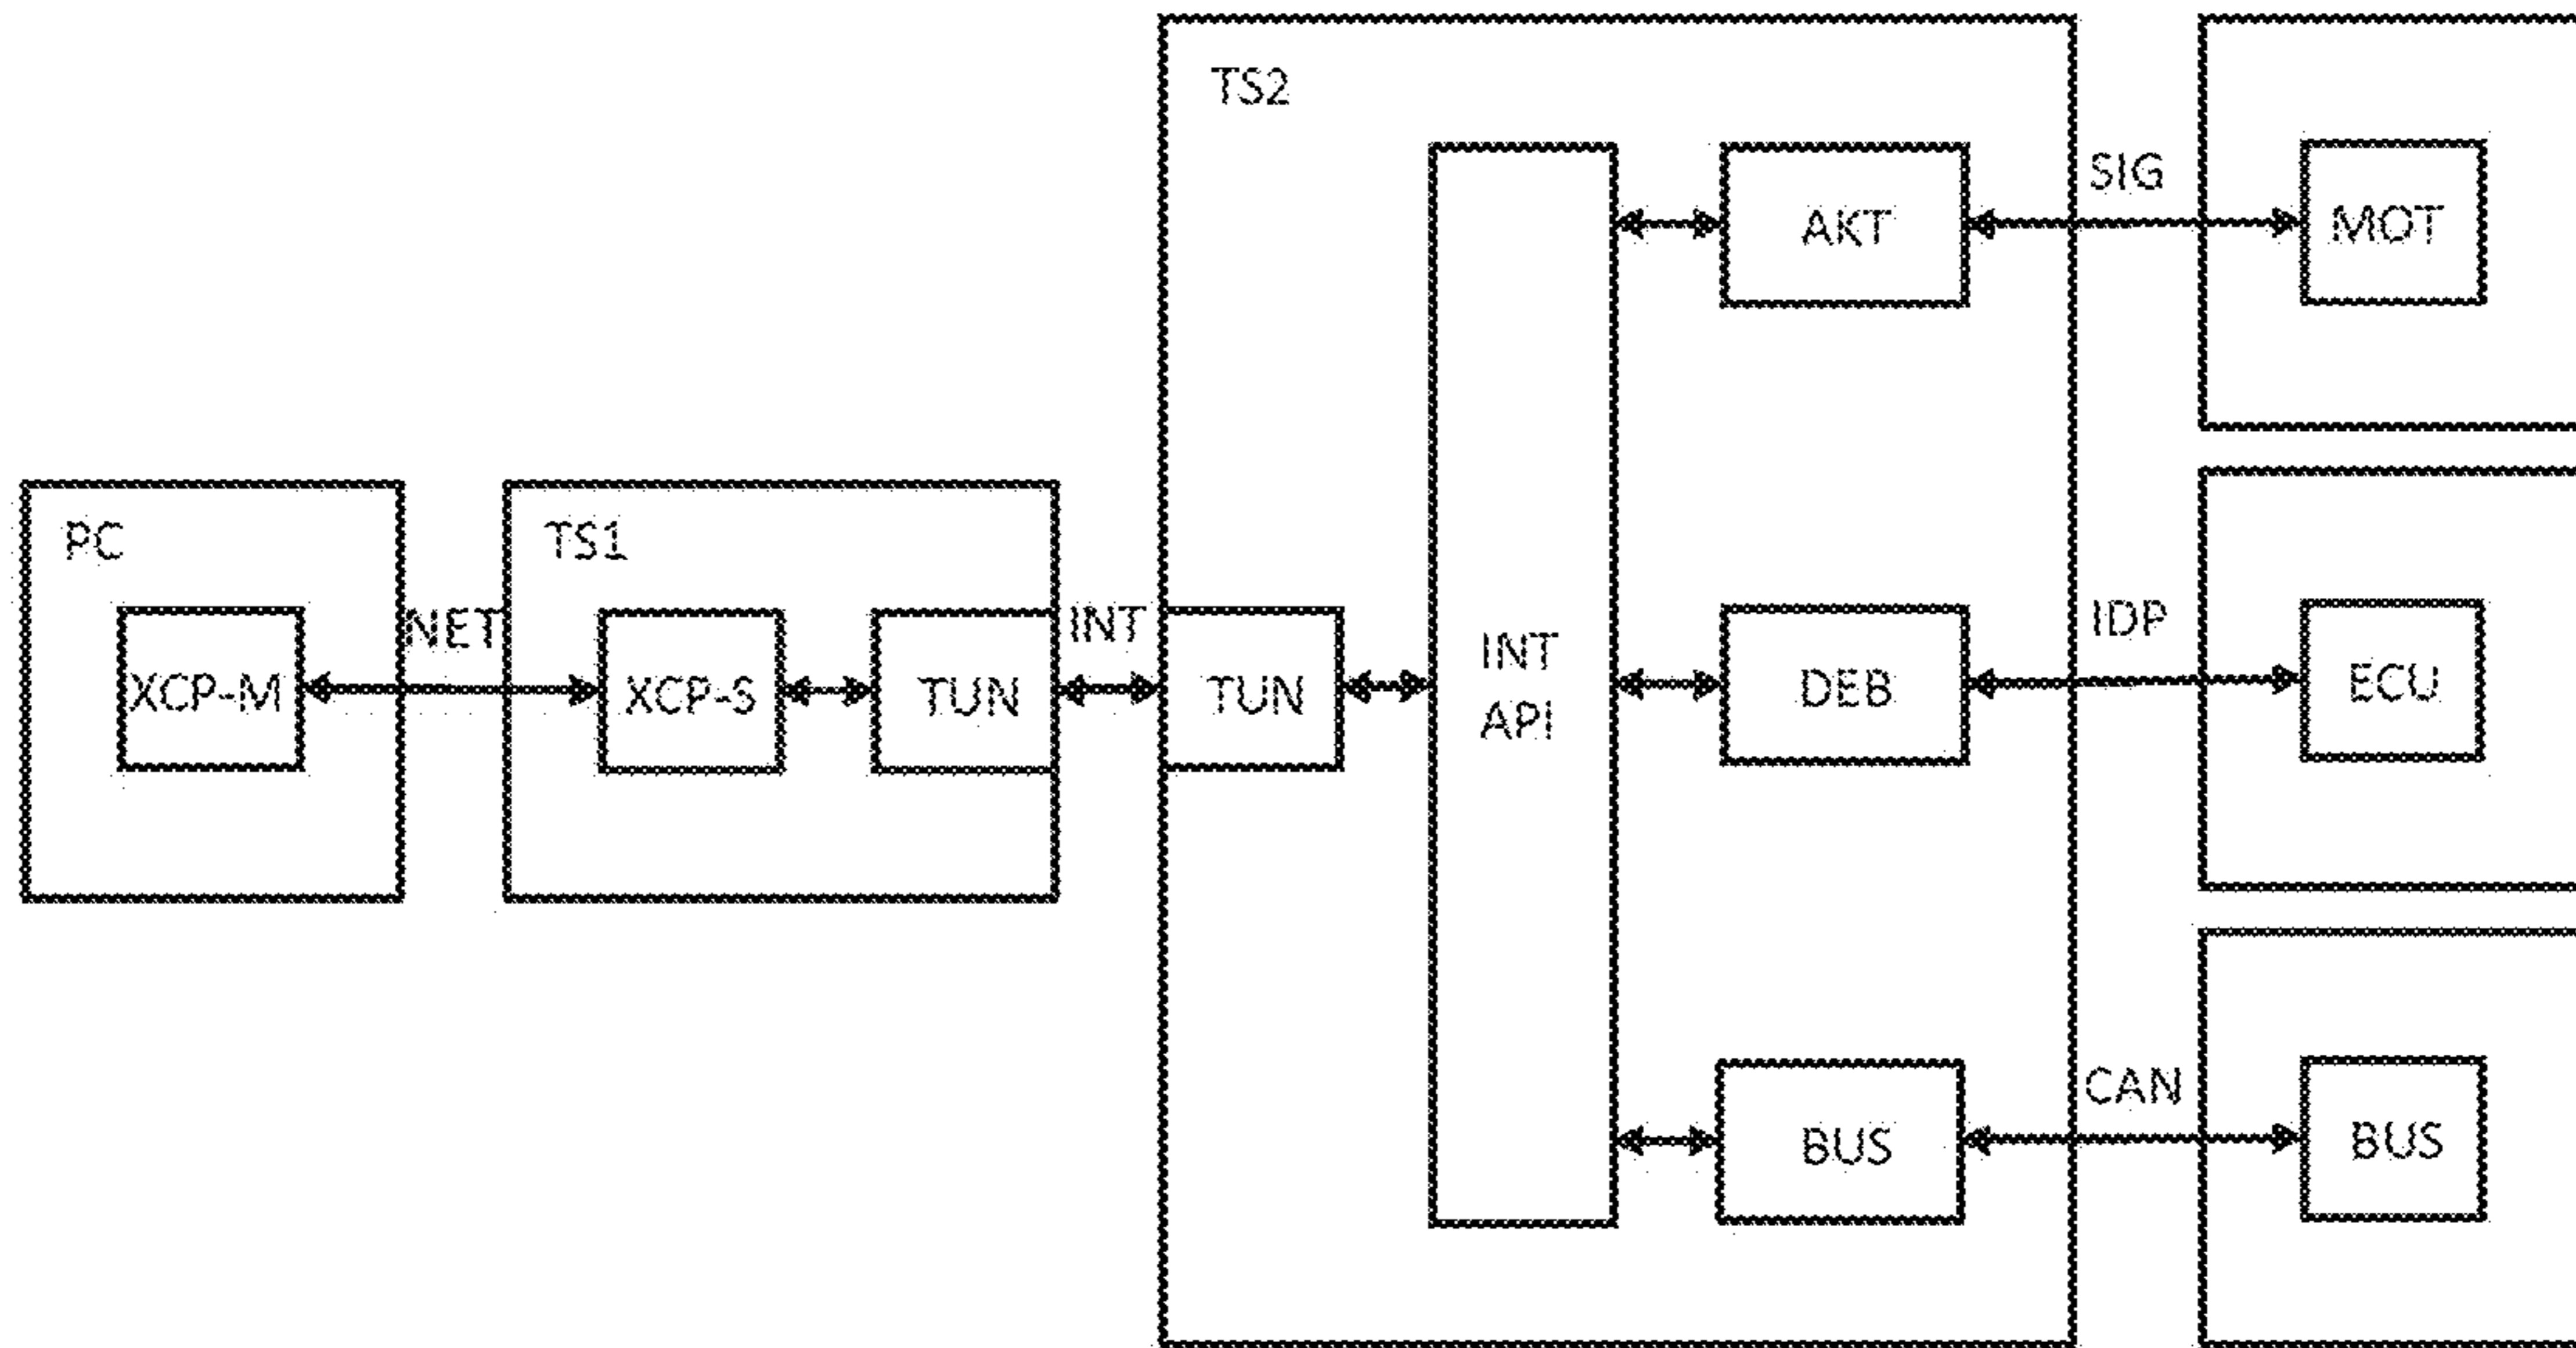 TS2
SIG
AKT
MOT
PC
TS1
NET
INT
IDP
XCP-M
XCP-S
TUN
TUN
INT
API
DEB
ECU
CAN
BUS
BUS